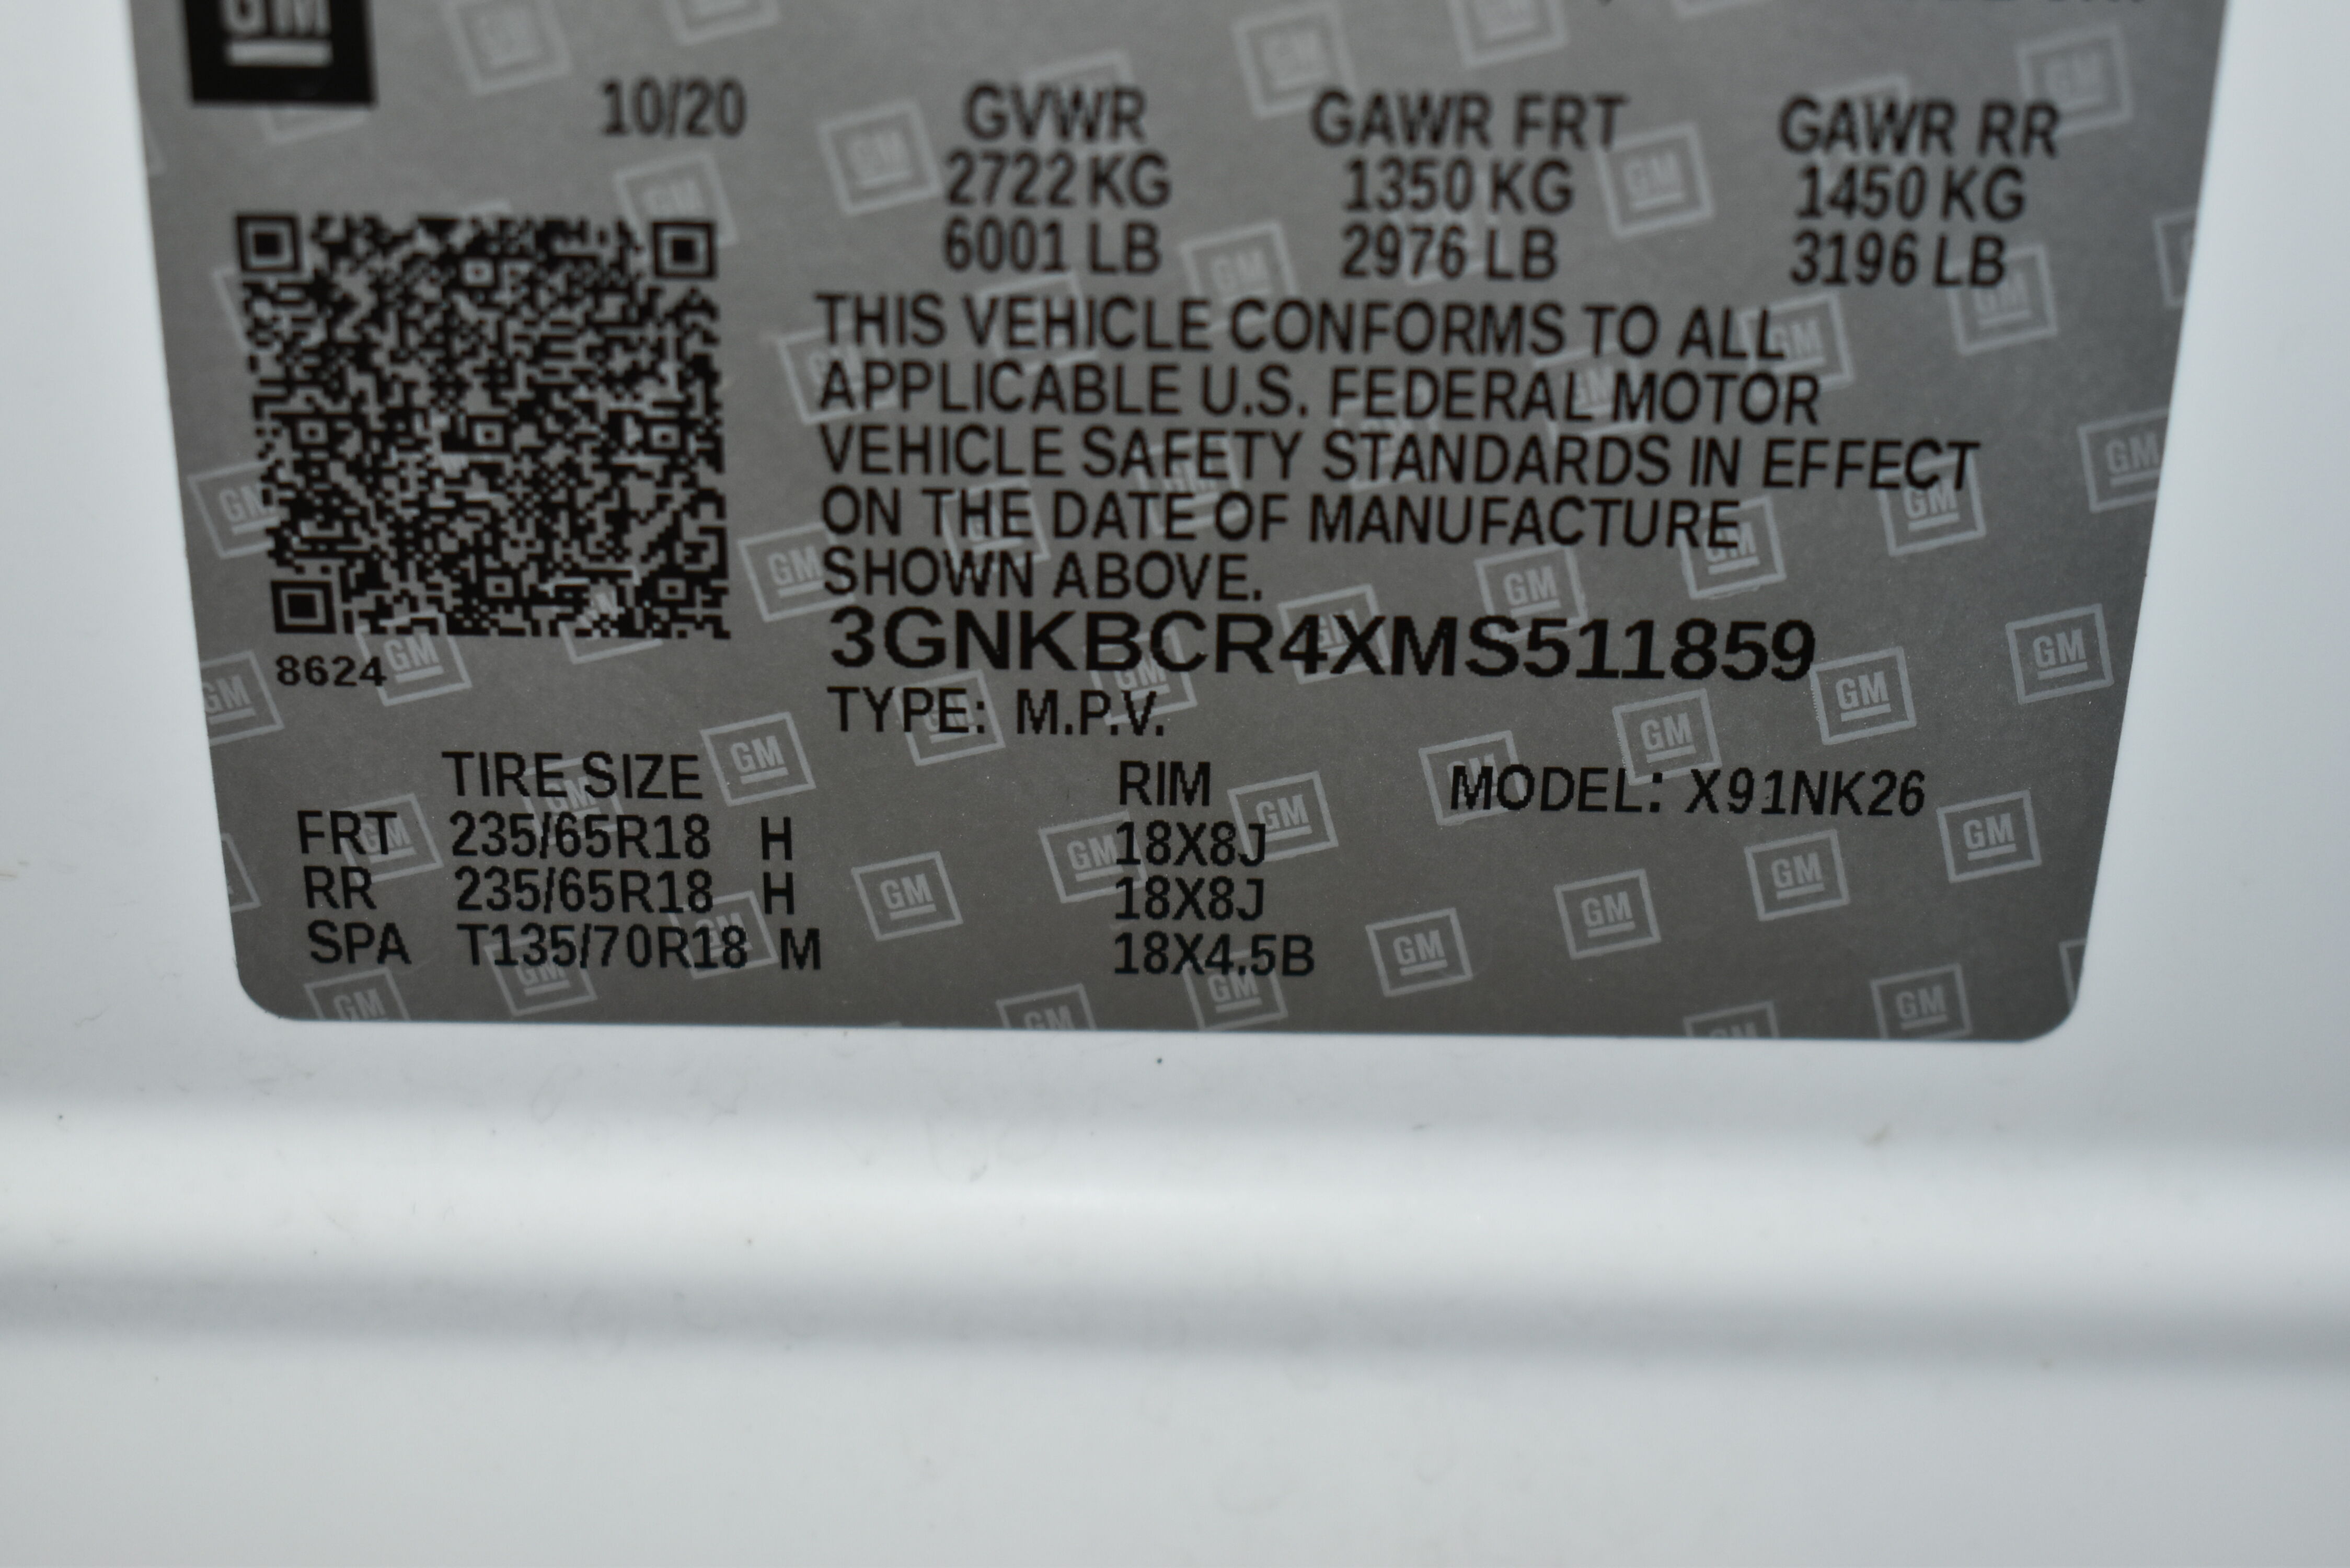 GM
10/20 GVWR GAWR FRT GAWR RR
2722 KG 1350 KG 1450 KG
6001 LB 2976 LB 3196 LB
THIS VEHICLE CONFORMS TO ALL
APPLICABLE U.S. FEDERAL MOTOR
VEHICLE SAFETY STANDARDS IN EFFECT
ON THE DATE OF MANUFACTURE
SHOWN ABOVE.
3GNKBCR4XMS511859
8624
TYPE: M.P.V.
TIRE SIZE RIM MODEL: X91NK26
FRT 235/65R18 H 18X8J
RR 235/65R18 H 18X8J
SPA T135/70R18 M 18X4.5B